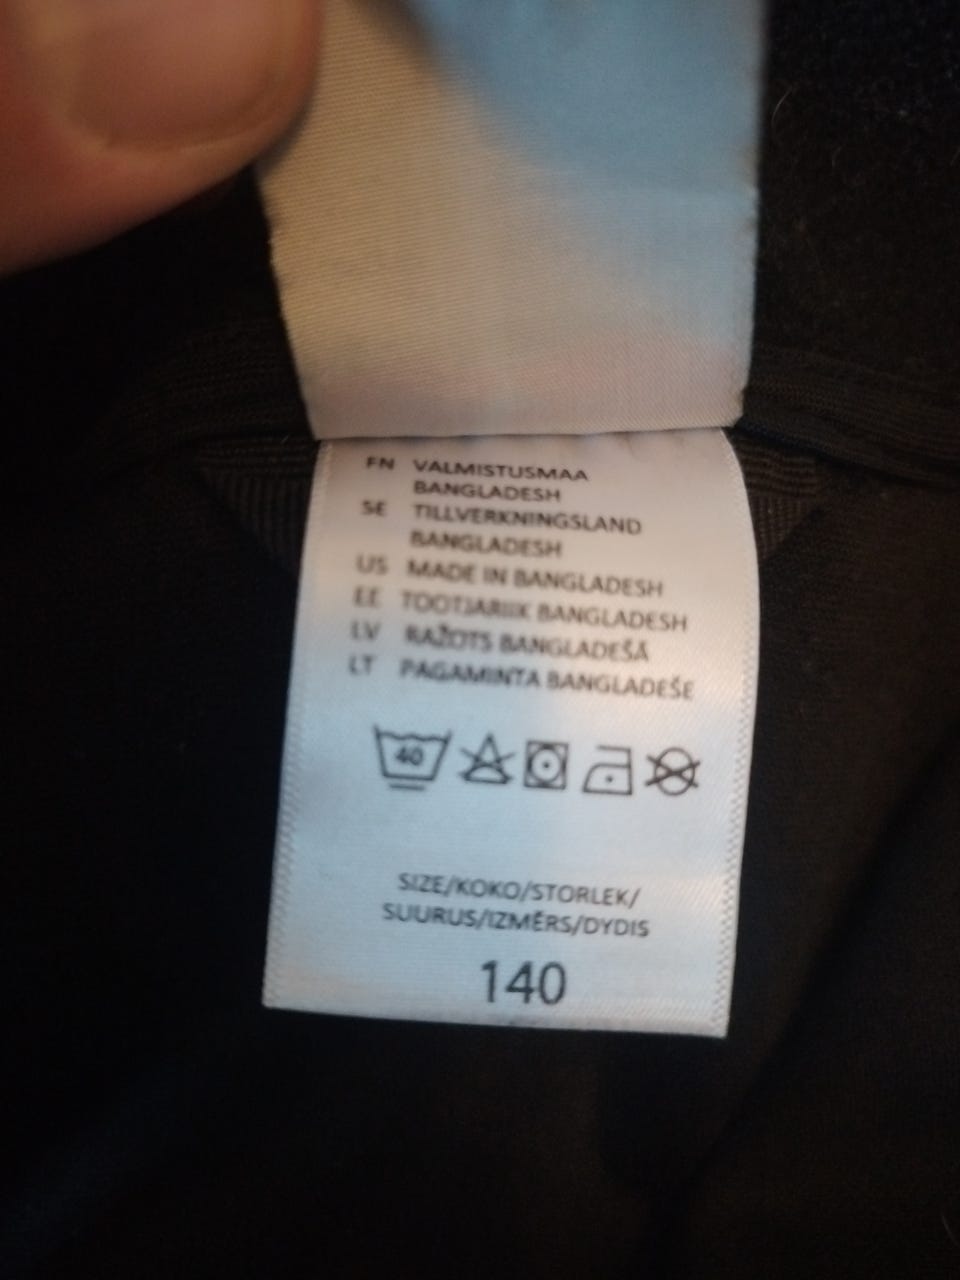 FN VALMISTUSMAA
BANGLADESH
SE TILLVERKNINGSLAND
BANGLADESH
US MADE IN BANGLADESH
EE TOOTJARIIK BANGLADESH
LV RAŽOTS BANGLADEŠĀ
LT PAGAMINTA BANGLADEŠE
40
SIZE/KOKO/STORLEK/
SUURUS/IZMĒRS/DYDIS
140